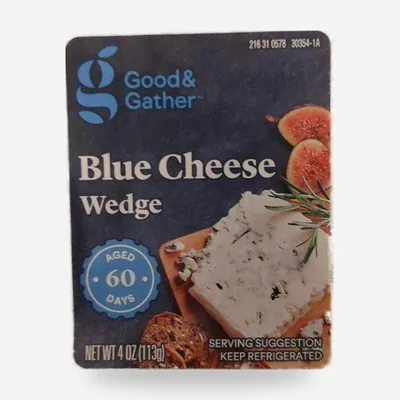 216 31 0578 30354-1A
Good&
Gather™
Blue Cheese
Wedge
AGED
60
DAYS
NET WT 4 OZ (113g)
SERVING SUGGESTION
KEEP REFRIGERATED